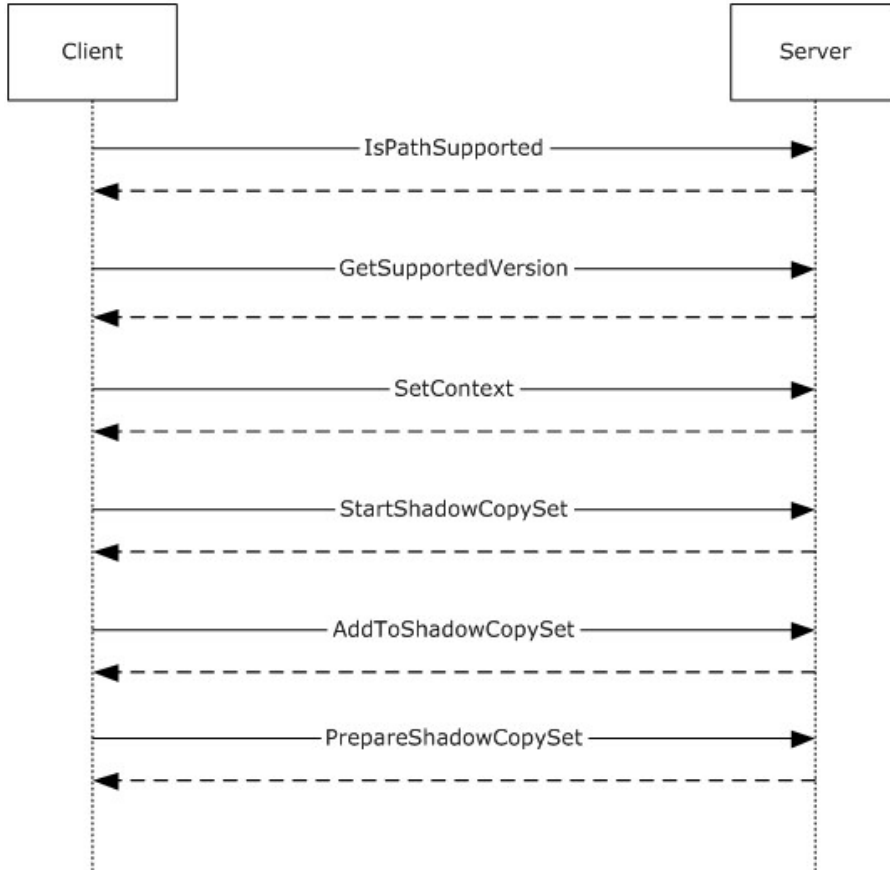 Client
Server
IsPathSupported
GetSupportedVersion
SetContext
StartShadowCopySet
AddToShadowCopySet
PrepareShadowCopySet